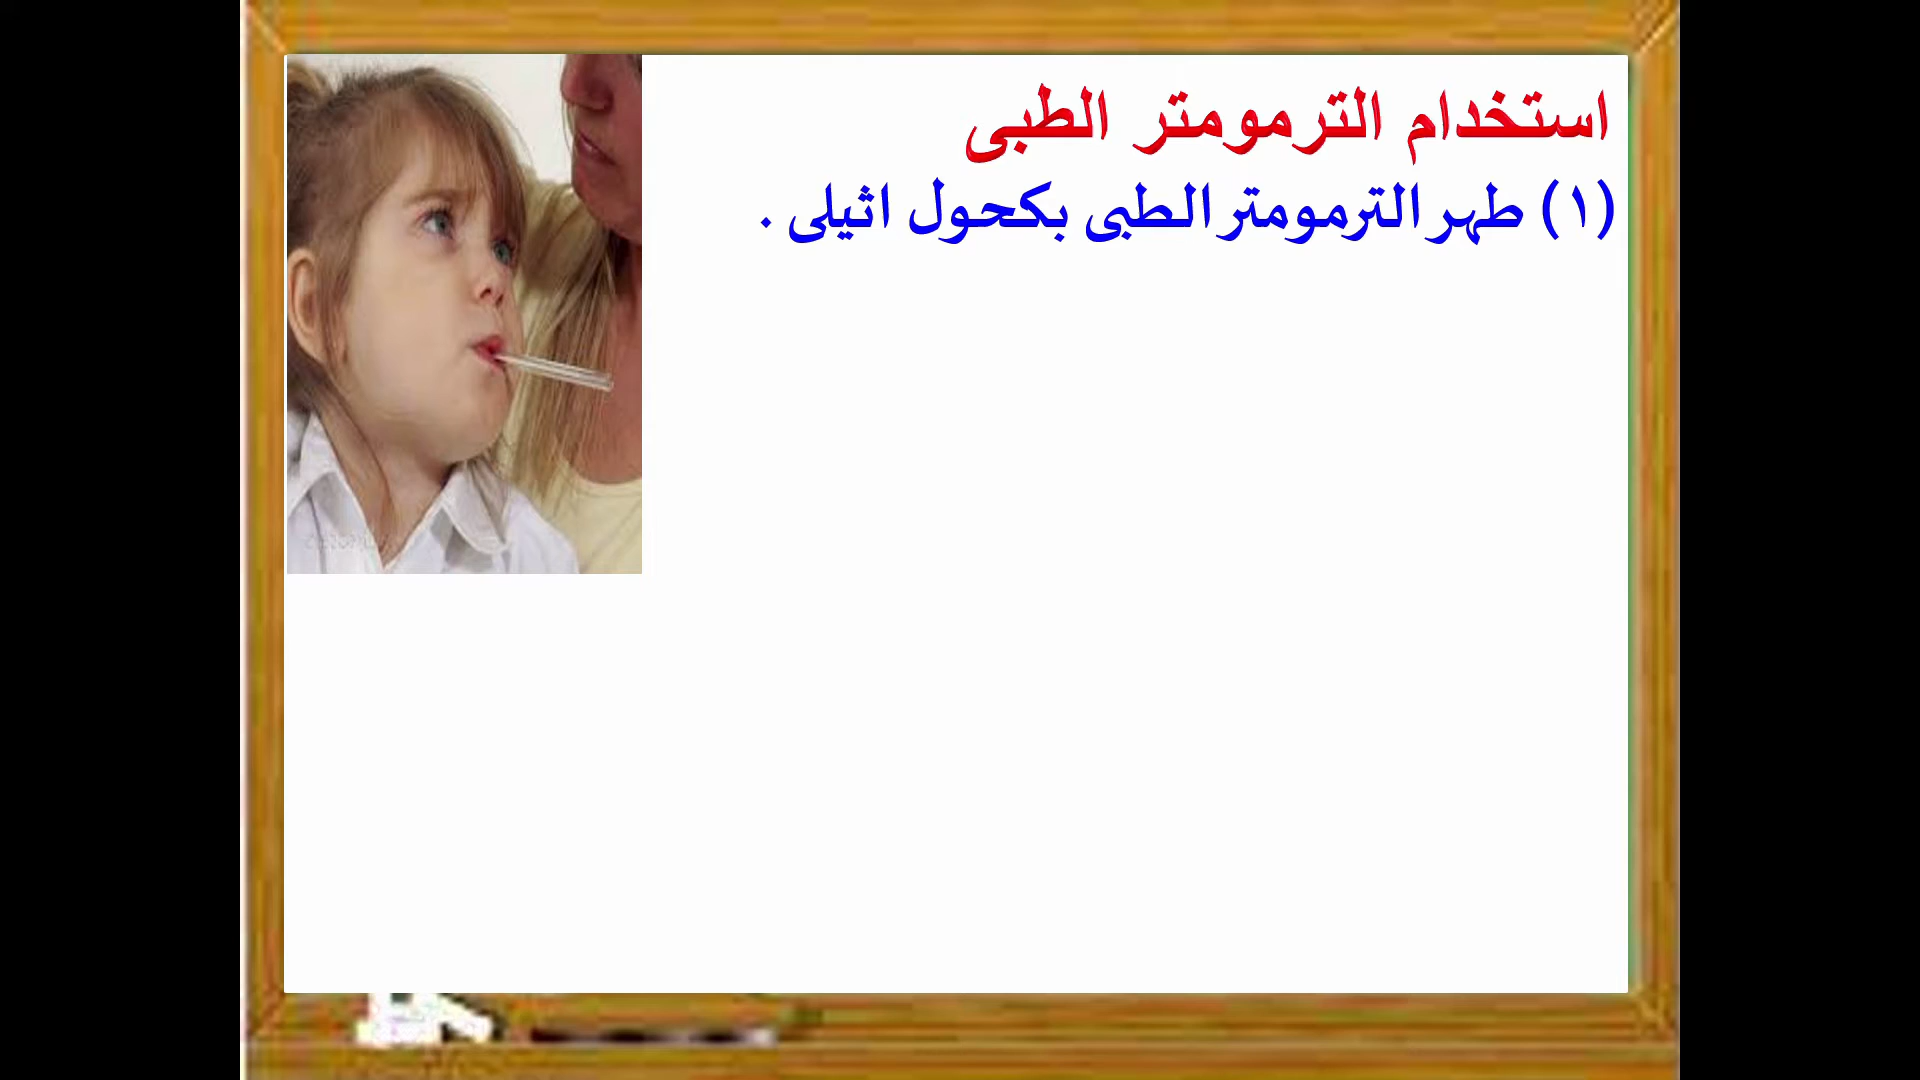 استخدام الترمومتر الطبى
(١) طهر الترمومتر الطبى بكحول اثيلى .